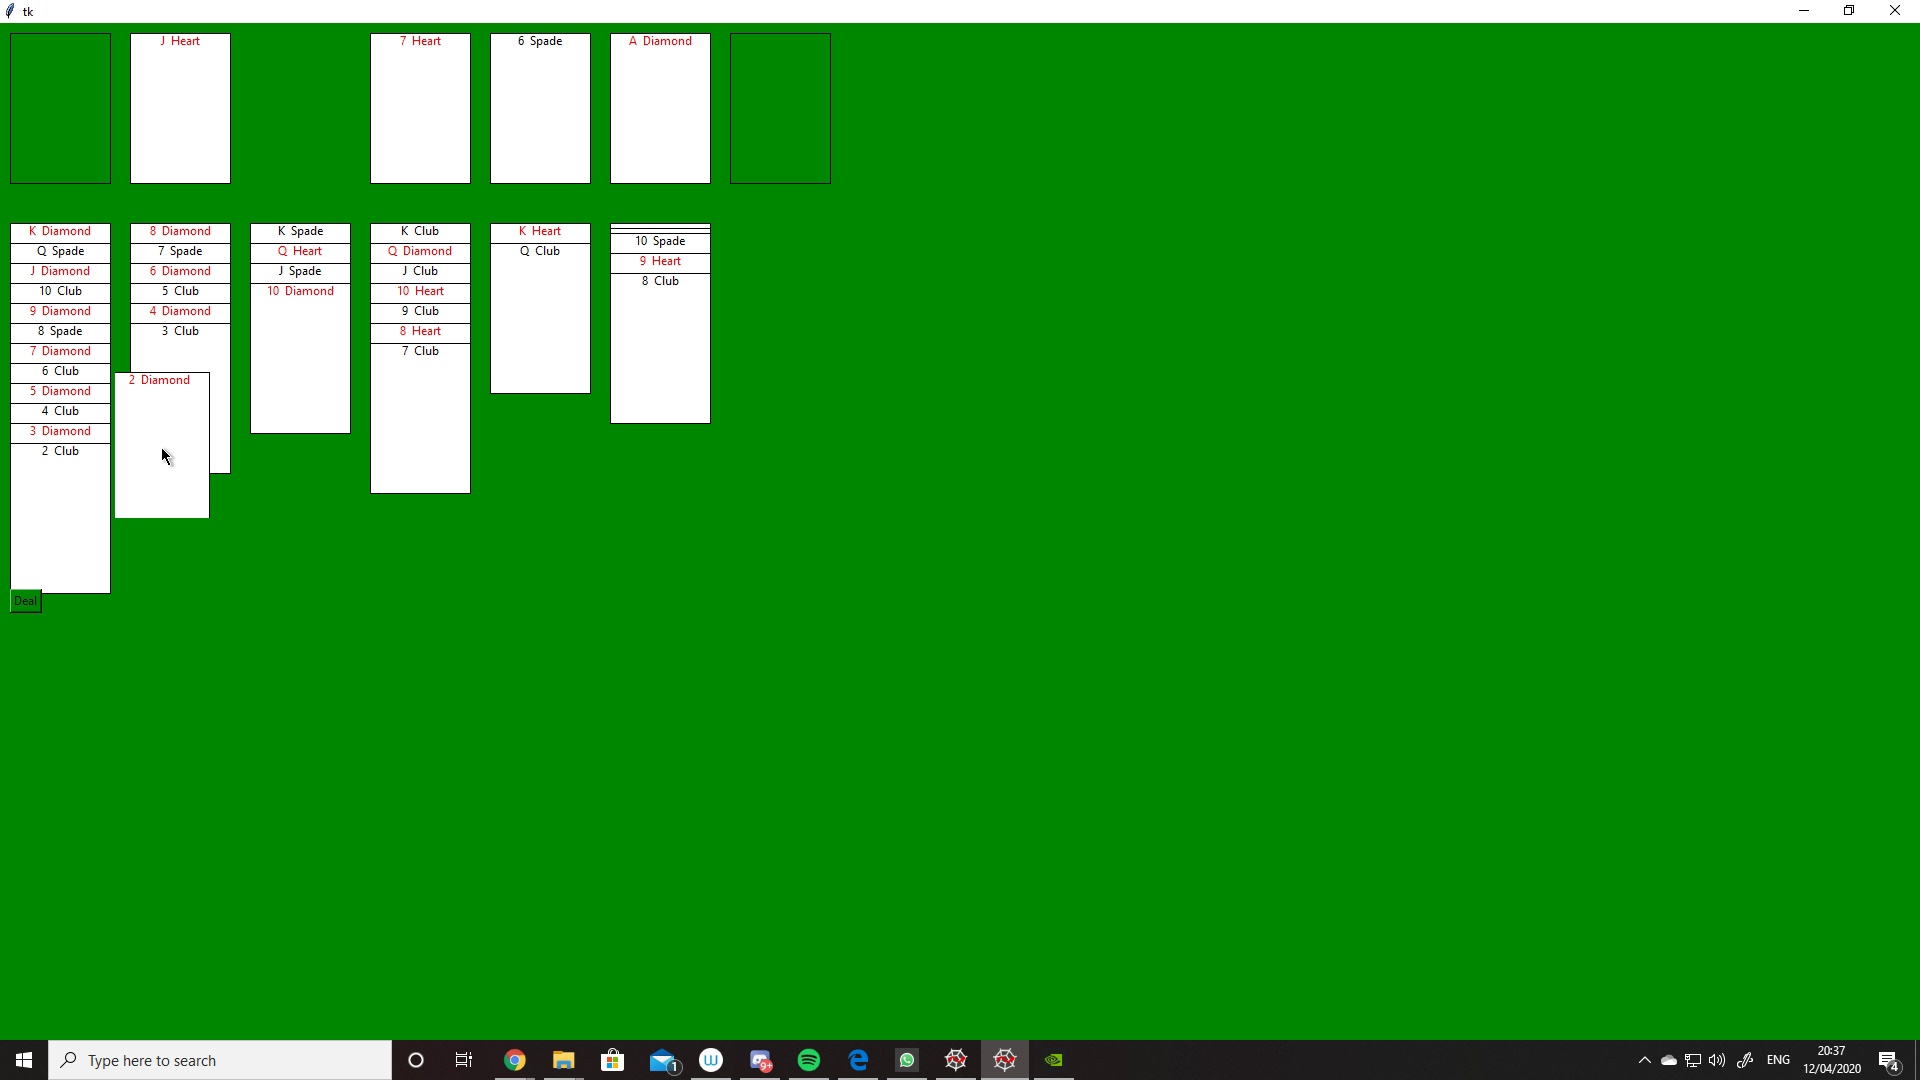 tk
J Heart
7 Heart
6 Spade
A Diamond
K Diamond
Q Spade
J Diamond
10 Club
9 Diamond
8 Spade
7 Diamond
6 Club
5 Diamond
4 Club
3 Diamond
2 Club
8 Diamond
7 Spade
6 Diamond
5 Club
4 Diamond
3 Club
2 Diamond
K Spade
Q Heart
J Spade
10 Diamond
K Club
Q Diamond
J Club
10 Heart
9 Club
8 Heart
7 Club
K Heart
Q Club
10 Spade
9 Heart
8 Club
Deal
Type here to search
1
W
9+
ENG
20:37
12/04/2020
4